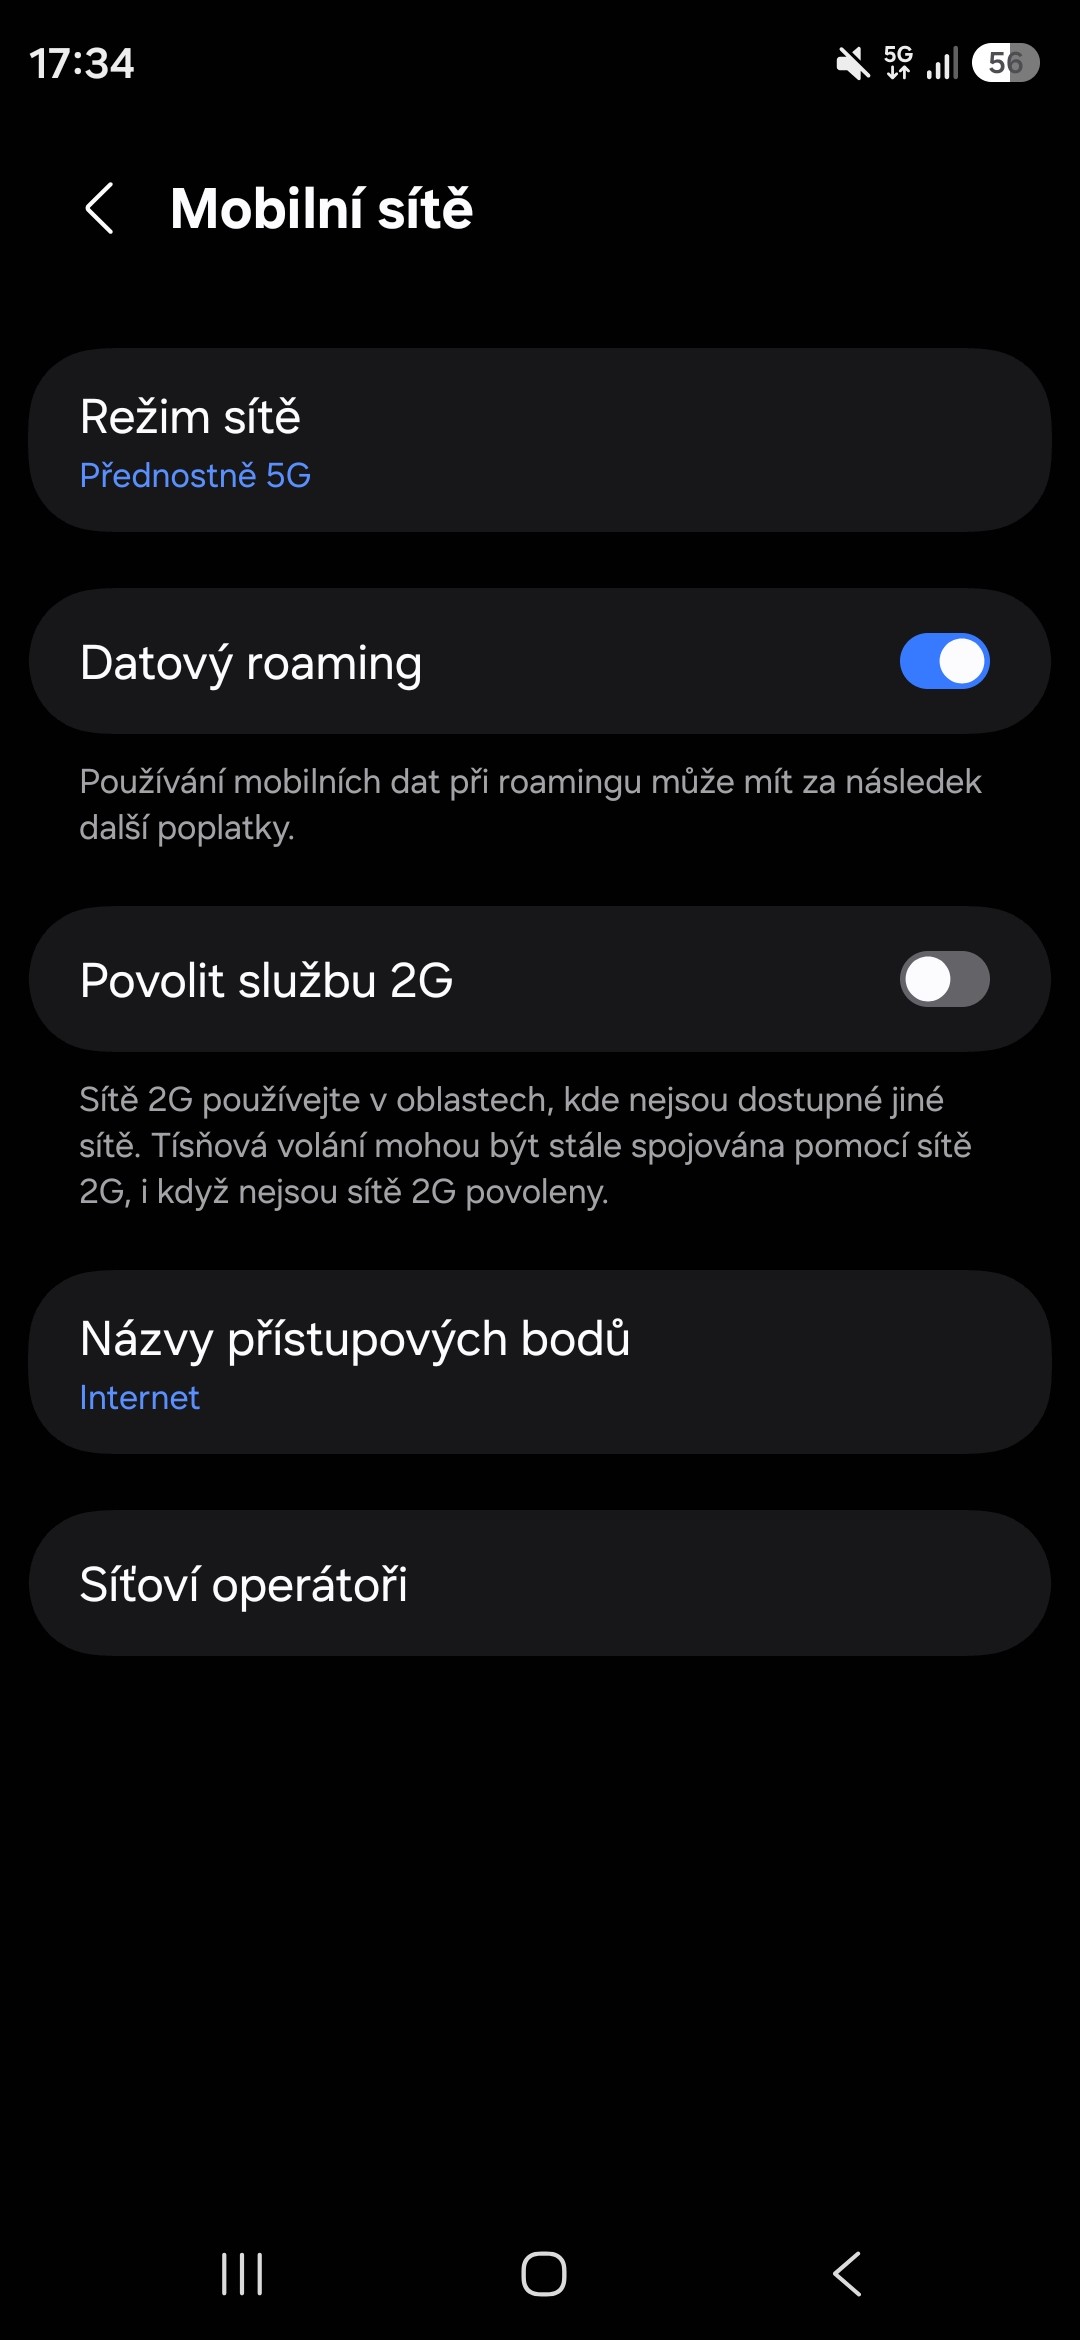 17:34
5G
56
Mobilní sítě
Režim sítě
Přednostně 5G
Datový roaming
Používání mobilních dat při roamingu může mít za následek
další poplatky.
Povolit službu 2G
Sítě 2G používejte v oblastech, kde nejsou dostupné jiné
sítě. Tísňová volání mohou být stále spojována pomocí sítě
2G, i když nejsou sítě 2G povoleny.
Názvy přístupových bodů
Internet
Síťoví operátoři